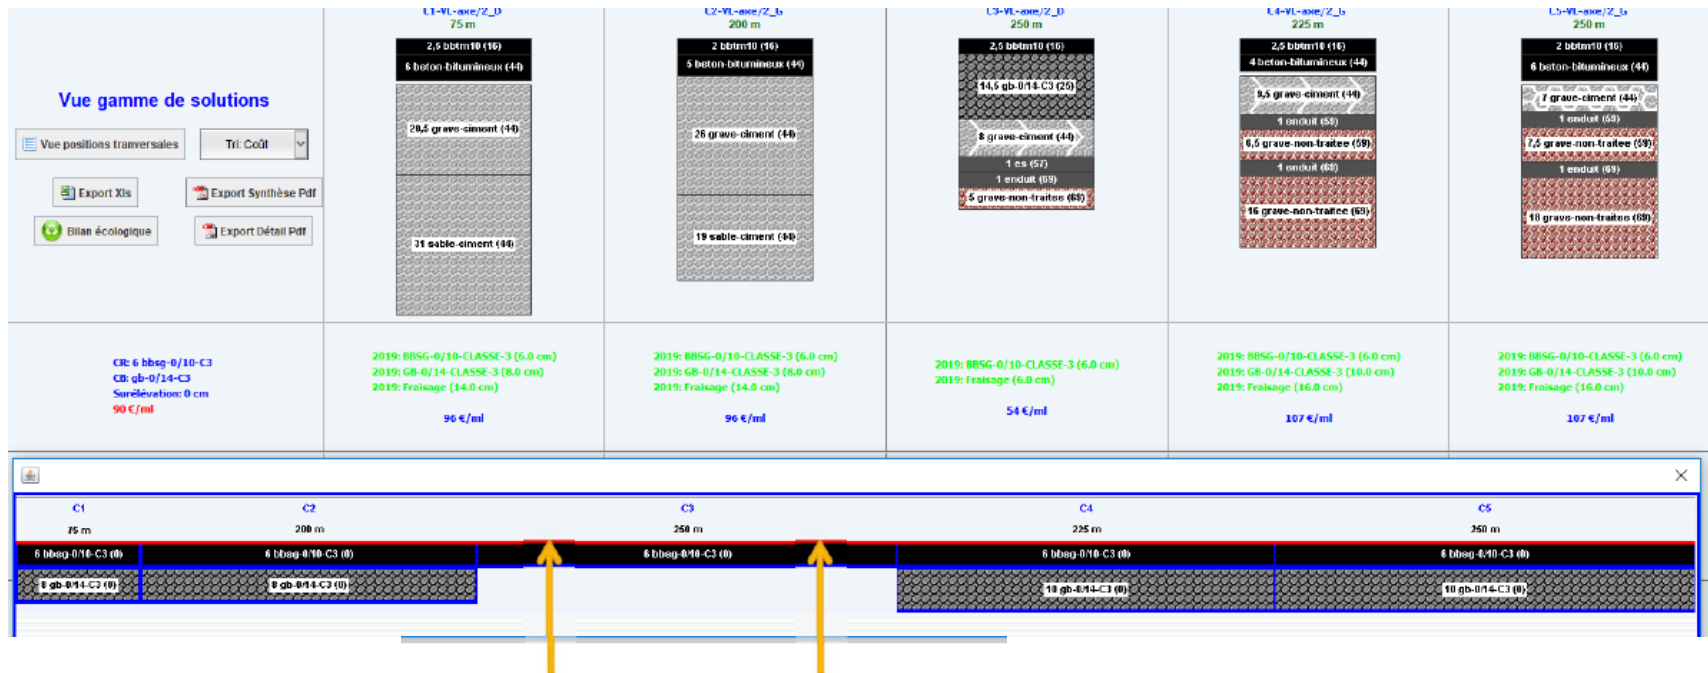 C1-VL-axe/2_D
75 m
C2-VL-axe/2_G
200 m
C3-VL-axe/2_D
250 m
C4-VL-axe/2_G
225 m
C5-VL-axe/2_G
250 m
Vue gamme de solutions
Vue positions tranversales
Tri: Coût
Export Xls
Export Synthèse Pdf
Bilan écologique
Export Détail Pdf
2,5 bbtm10 (16)
6 beton-bitumineux (44)
20,5 grave-ciment (44)
31 sable-ciment (44)
2 bbtm10 (16)
5 beton-bitumineux (44)
26 grave-ciment (44)
19 sable-ciment (44)
2,5 bbtm10 (16)
14,5 gb-0/14-C3 (25)
8 grave-ciment (44)
1 es (57)
1 enduit (69)
5 grave-non-traitee (69)
2,5 bbtm10 (16)
4 beton-bitumineux (44)
9,5 grave-ciment (44)
1 enduit (59)
6,5 grave-non-traitee (59)
1 enduit (69)
16 grave-non-traitee (69)
2 bbtm10 (16)
6 beton-bitumineux (44)
7 grave-ciment (44)
1 enduit (59)
7,5 grave-non-traitee (59)
1 enduit (69)
18 grave-non-traitee (69)
CR: 6 bbsg-0/10-C3
CB: gb-0/14-C3
Surélévation: 0 cm
90 €/ml
2019: BBSG-0/10-CLASSE-3 (6.0 cm)
2019: GB-0/14-CLASSE-3 (8.0 cm)
2019: Fraisage (14.0 cm)
96 €/ml
2019: BBSG-0/10-CLASSE-3 (6.0 cm)
2019: GB-0/14-CLASSE-3 (8.0 cm)
2019: Fraisage (14.0 cm)
96 €/ml
2019: BBSG-0/10-CLASSE-3 (6.0 cm)
2019: Fraisage (6.0 cm)
54 €/ml
2019: BBSG-0/10-CLASSE-3 (6.0 cm)
2019: GB-0/14-CLASSE-3 (10.0 cm)
2019: Fraisage (16.0 cm)
107 €/ml
2019: BBSG-0/10-CLASSE-3 (6.0 cm)
2019: GB-0/14-CLASSE-3 (10.0 cm)
2019: Fraisage (16.0 cm)
107 €/ml
C1 C2 C3 C4 C5
75 m 200 m 250 m 225 m 250 m
6 bbsg-0/10-C3 (0) 6 bbsg-0/10-C3 (0) 6 bbsg-0/10-C3 (0) 6 bbsg-0/10-C3 (0) 6 bbsg-0/10-C3 (0)
8 gb-0/14-C3 (0) 8 gb-0/14-C3 (0) 10 gb-0/14-C3 (0) 10 gb-0/14-C3 (0)